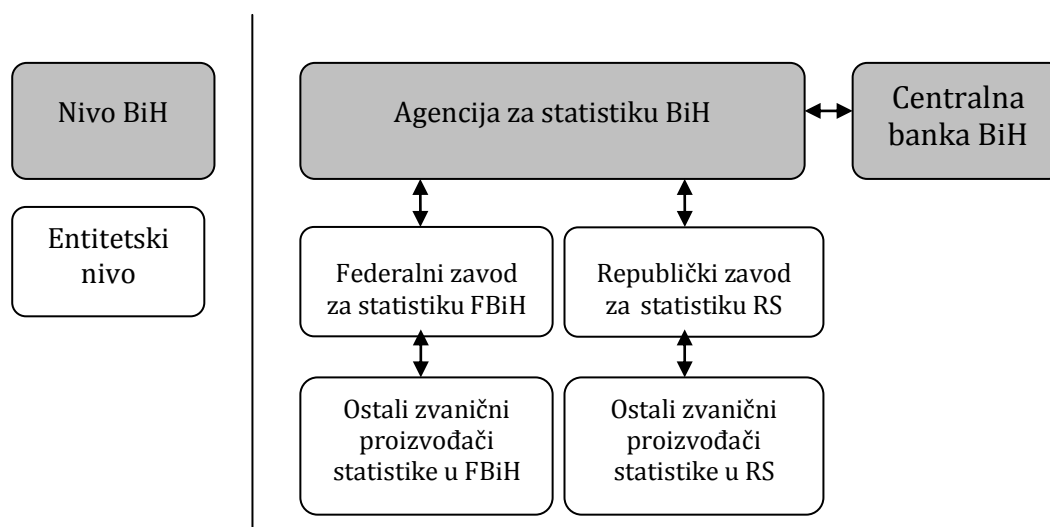 Nivo BiH
Entitetski
nivo
Agencija za statistiku BiH
Centralna
banka BiH
Federalni zavod
za statistiku FBiH
Republički zavod
za statistiku RS
Ostali zvanični
proizvođači
statistike u FBiH
Ostali zvanični
proizvođači
statistike u RS